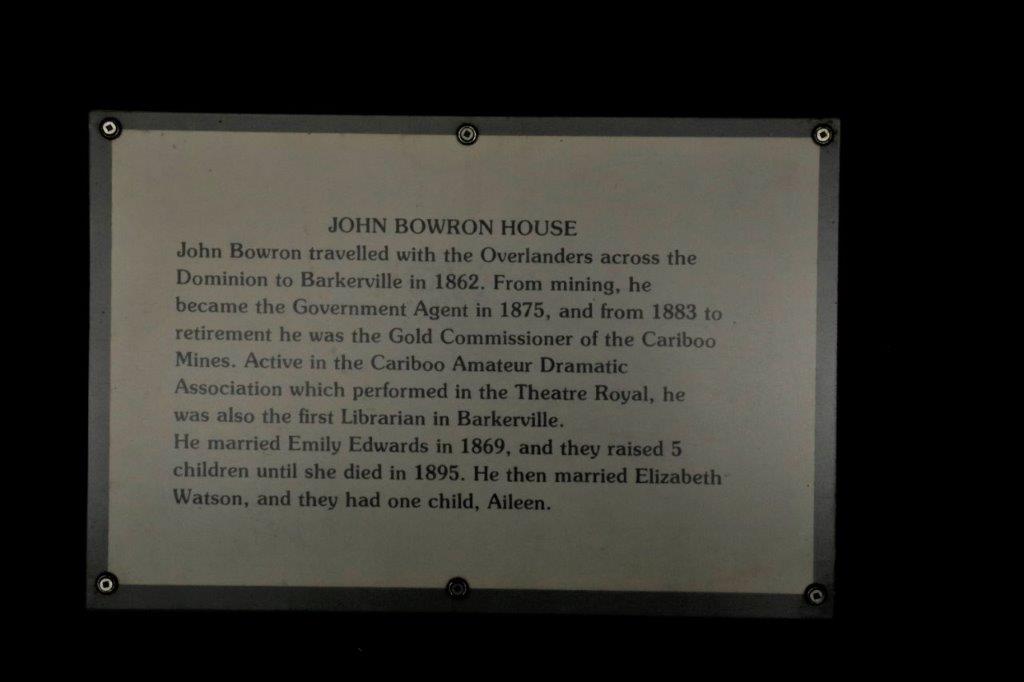 JOHN BOWRON HOUSE
John Bowron travelled with the Overlanders across the
Dominion to Barkerville in 1862. From mining, he
became the Government Agent in 1875, and from 1883 to
retirement he was the Gold Commissioner of the Cariboo
Mines. Active in the Cariboo Amateur Dramatic
Association which performed in the Theatre Royal, he
was also the first Librarian in Barkerville.
He married Emily Edwards in 1869, and they raised 5
children until she died in 1895. He then married Elizabeth
Watson, and they had one child, Aileen.